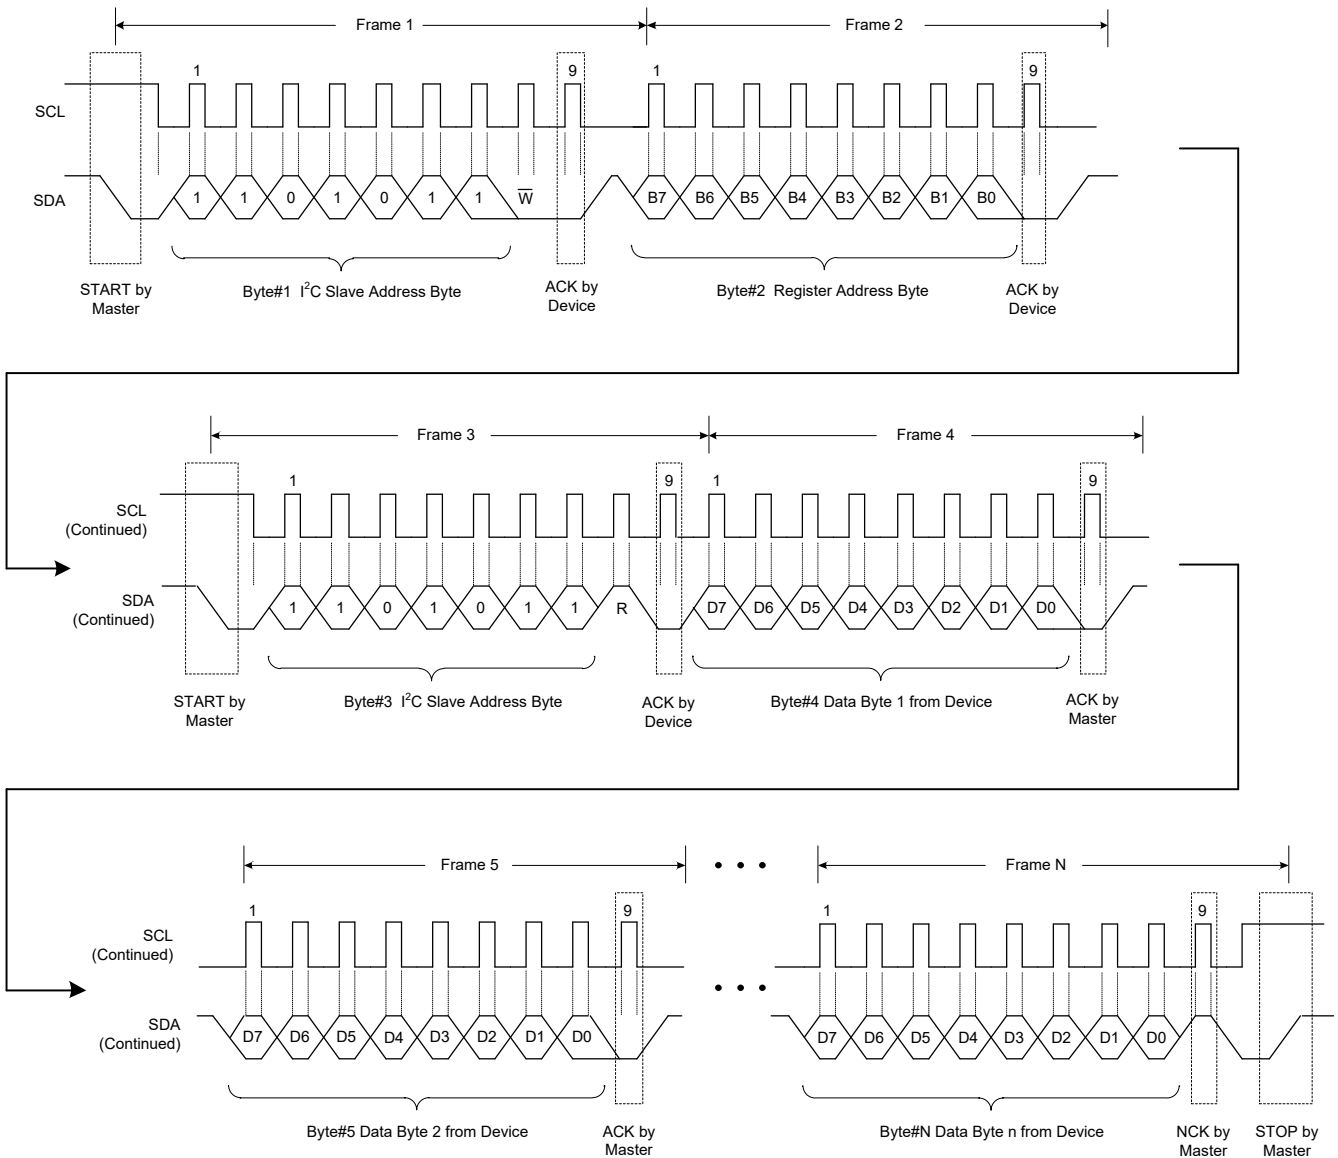 Frame 1 Frame 2
1 9 1 9
SCL
SDA 1 1 0 1 0 1 1 W̅ B7 B6 B5 B4 B3 B2 B1 B0
START by
Master
Byte#1 I²C Slave Address Byte
ACK by
Device
Byte#2 Register Address Byte
ACK by
Device
Frame 3 Frame 4
1 9 1 9
SCL
(Continued)
SDA
(Continued)
1 1 0 1 0 1 1 R D7 D6 D5 D4 D3 D2 D1 D0
START by
Master
Byte#3 I²C Slave Address Byte
ACK by
Device
Byte#4 Data Byte 1 from Device
ACK by
Master
Frame 5 • • • Frame N
1 9 1 9
SCL
(Continued)
• • •
SDA
(Continued)
D7 D6 D5 D4 D3 D2 D1 D0 D7 D6 D5 D4 D3 D2 D1 D0
Byte#5 Data Byte 2 from Device
ACK by
Master
Byte#N Data Byte n from Device
NCK by
Master
STOP by
Master